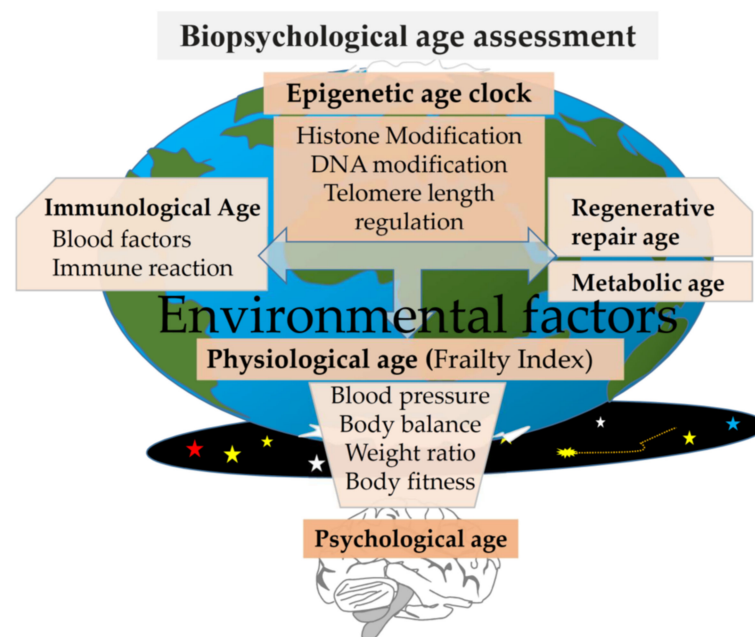 Biopsychological age assessment
Epigenetic age clock
Histone Modification
DNA modification
Telomere length
regulation
Immunological Age
Blood factors
Immune reaction
Regenerative
repair age
Metabolic age
Environmental factors
Physiological age (Frailty Index)
Blood pressure
Body balance
Weight ratio
Body fitness
Psychological age